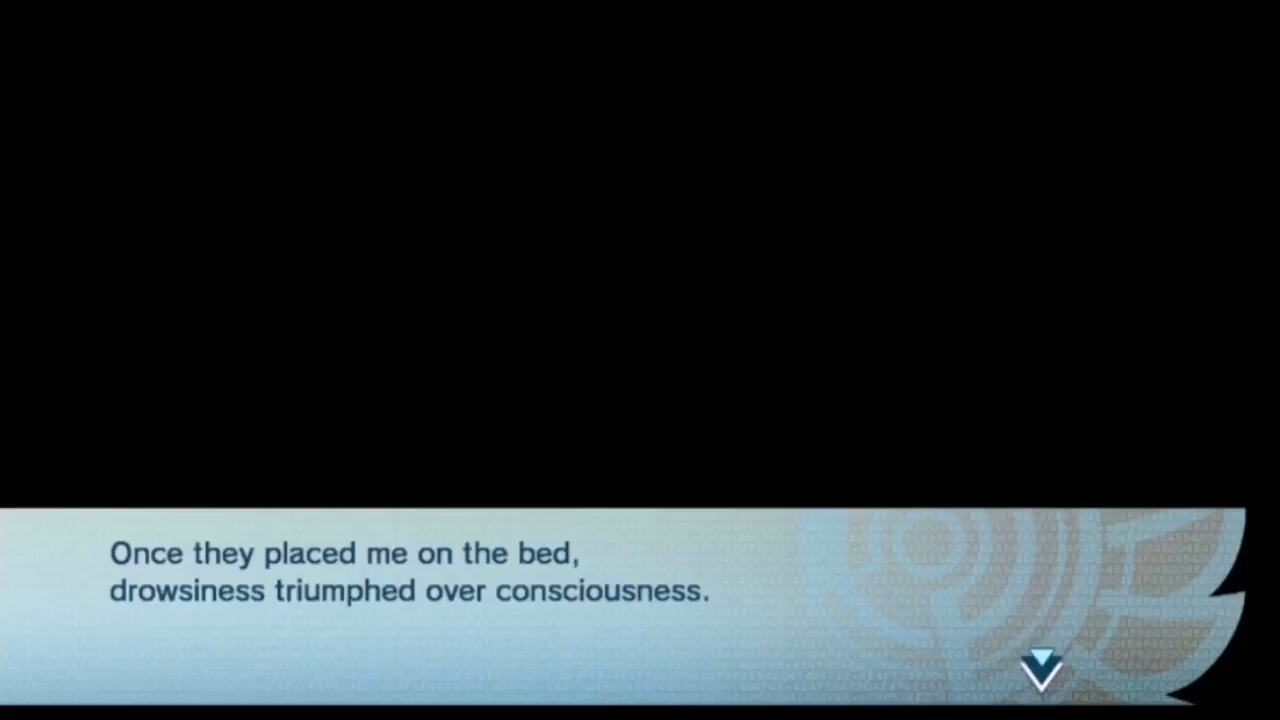 Once they placed me on the bed,
drowsiness triumphed over consciousness.